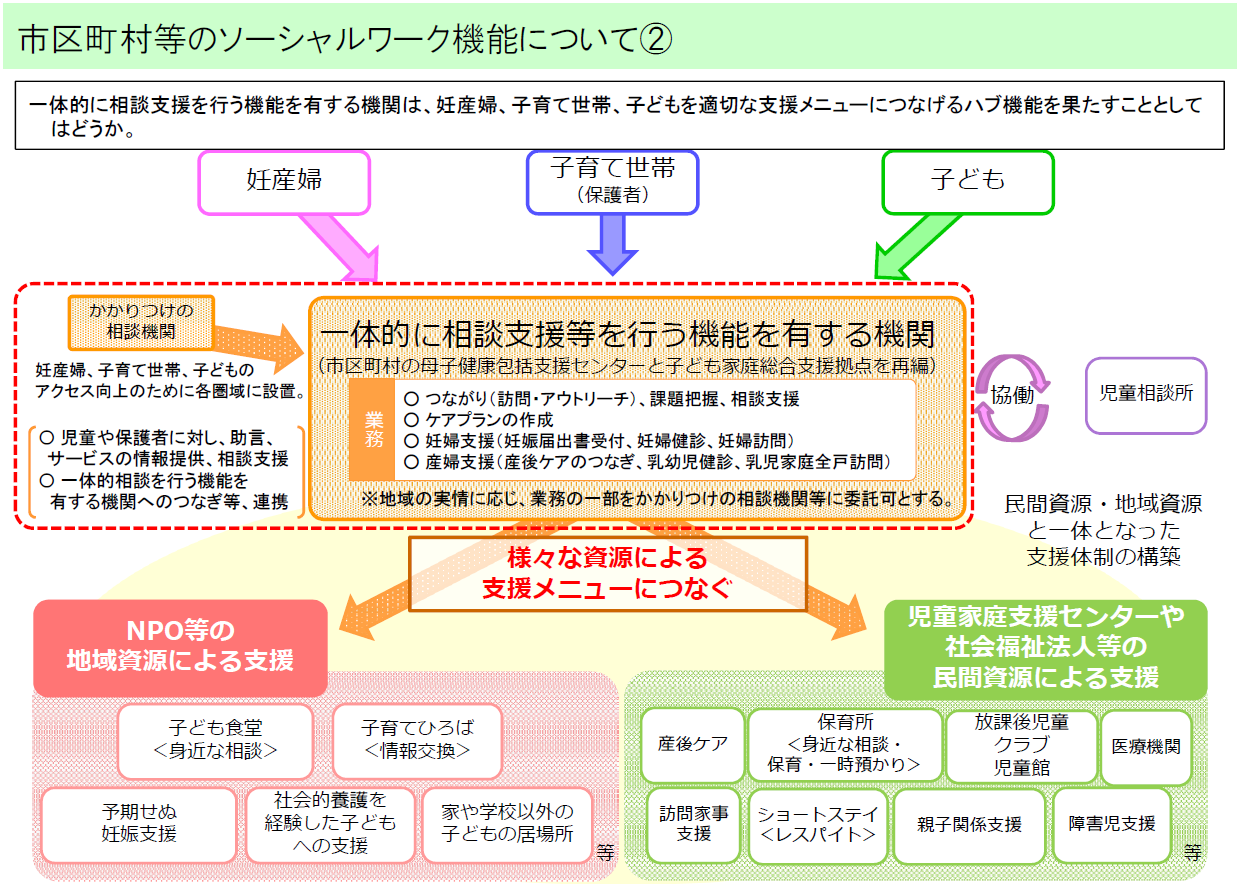 市区町村等のソーシャルワーク機能について②
一体的に相談支援を行う機能を有する機関は、妊産婦、子育て世帯、子どもを適切な支援メニューにつなげるハブ機能を果たすこととして
はどうか。
妊産婦
子育て世帯
（保護者）
子ども
かかりつけの
相談機関
妊産婦、子育て世帯、子どもの
アクセス向上のために各圏域に設置。
○ 児童や保護者に対し、助言、
サービスの情報提供、相談支援
○ 一体的相談を行う機能を
有する機関へのつなぎ等、連携
一体的に相談支援等を行う機能を有する機関
（市区町村の母子健康包括支援センターと子ども家庭総合支援拠点を再編）
業務
○ つながり（訪問・アウトリーチ）、課題把握、相談支援
○ ケアプランの作成
○ 妊婦支援（妊娠届出書受付、妊婦健診、妊婦訪問）
○ 産婦支援（産後ケアのつなぎ、乳幼児健診、乳児家庭全戸訪問）
※地域の実情に応じ、業務の一部をかかりつけの相談機関等に委託可とする。
協働
児童相談所
民間資源・地域資源
と一体となった
支援体制の構築
様々な資源による
支援メニューにつなぐ
NPO等の
地域資源による支援
子ども食堂
＜身近な相談＞
子育てひろば
＜情報交換＞
予期せぬ
妊娠支援
社会的養護を
経験した子ども
への支援
家や学校以外の
子どもの居場所
等
児童家庭支援センターや
社会福祉法人等の
民間資源による支援
産後ケア
保育所
＜身近な相談・
保育・一時預かり＞
放課後児童
クラブ
児童館
医療機関
訪問家事
支援
ショートステイ
＜レスパイト＞
親子関係支援
障害児支援
等